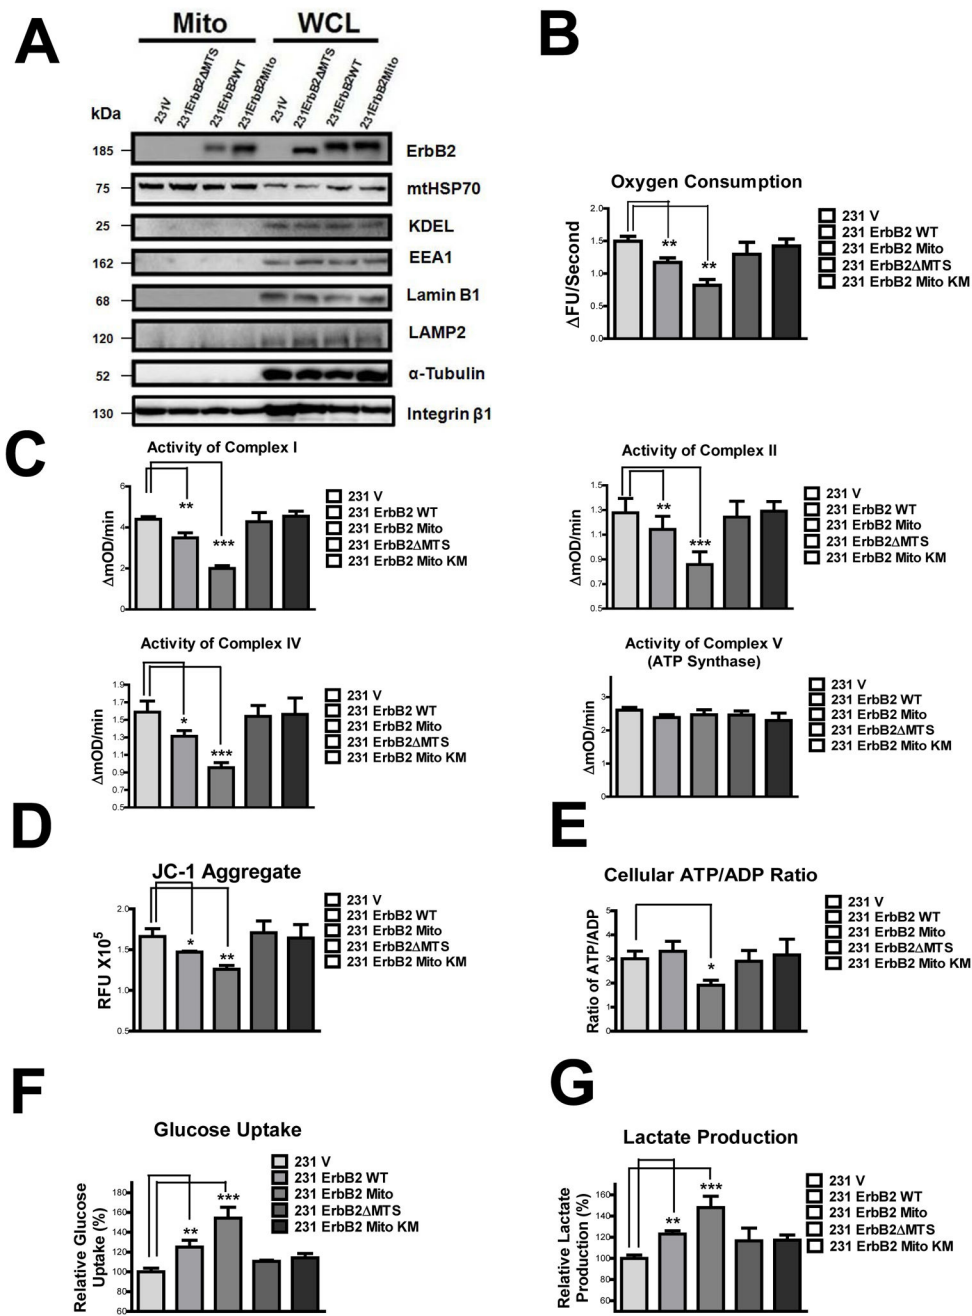 A
Mito WCL
231V 231ErbB2ΔMTS 231ErbB2WT 231ErbB2Mito 231V 231ErbB2ΔMTS 231ErbB2WT 231ErbB2Mito
kDa
185 ErbB2
75 mtHSP70
25 KDEL
162 EEA1
68 Lamin B1
120 LAMP2
52 α-Tubulin
130 Integrin β1
B
Oxygen Consumption
ΔFU/Second
2.0
1.5
1.0
0.5
0.0
** **
231 V
231 ErbB2 WT
231 ErbB2 Mito
231 ErbB2ΔMTS
231 ErbB2 Mito KM
C
Activity of Complex I
ΔmOD/min
6
4
2
0
** ***
231 V
231 ErbB2 WT
231 ErbB2 Mito
231 ErbB2ΔMTS
231 ErbB2 Mito KM
Activity of Complex II
ΔmOD/min
1.5
1.3
1.1
0.9
0.7
0.5
** ***
231 V
231 ErbB2 WT
231 ErbB2 Mito
231 ErbB2ΔMTS
231 ErbB2 Mito KM
Activity of Complex IV
ΔmOD/min
1.9
1.7
1.5
1.3
1.1
0.9
0.7
0.5
* ***
231 V
231 ErbB2 WT
231 ErbB2 Mito
231 ErbB2ΔMTS
231 ErbB2 Mito KM
Activity of Complex V
(ATP Synthase)
ΔmOD/min
3
2
1
0
231 V
231 ErbB2 WT
231 ErbB2 Mito
231 ErbB2ΔMTS
231 ErbB2 Mito KM
D
JC-1 Aggregate
RFU X10⁵
2.0
1.5
1.0
0.5
* **
231 V
231 ErbB2 WT
231 ErbB2 Mito
231 ErbB2ΔMTS
231 ErbB2 Mito KM
E
Cellular ATP/ADP Ratio
Ratio of ATP/ADP
5
4
3
2
1
0
*
231 V
231 ErbB2 WT
231 ErbB2 Mito
231 ErbB2ΔMTS
231 ErbB2 Mito KM
F
Glucose Uptake
Relative Glucose
Uptake (%)
180
160
140
120
100
80
60
** ***
231 V
231 ErbB2 WT
231 ErbB2 Mito
231 ErbB2ΔMTS
231 ErbB2 Mito KM
G
Lactate Production
Relative Lactate
Production (%)
160
140
120
100
80
60
** ***
231 V
231 ErbB2 WT
231 ErbB2 Mito
231 ErbB2ΔMTS
231 ErbB2 Mito KM